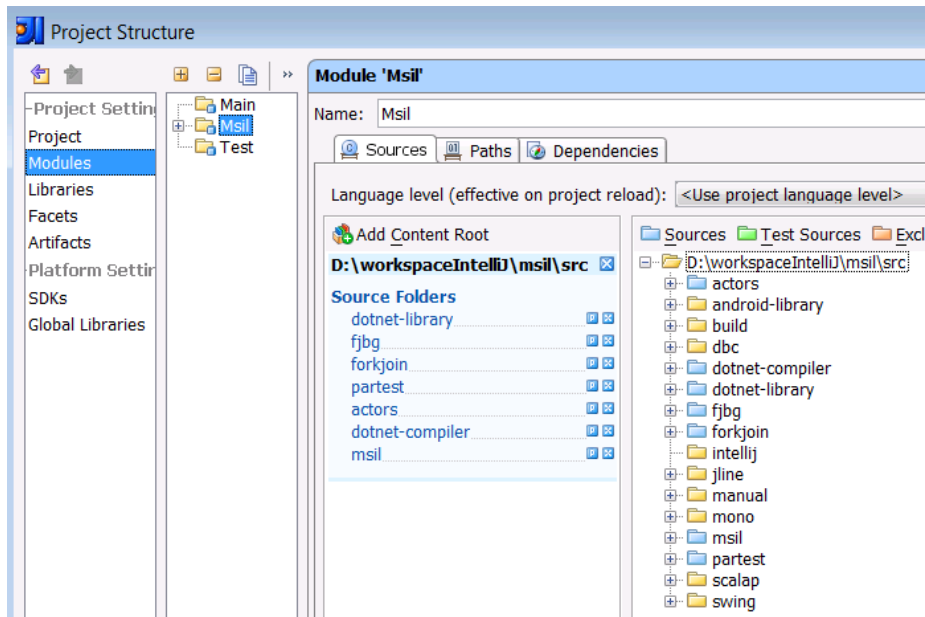 Project Structure
»
-Project Settin
Project
Modules
Libraries
Facets
Artifacts
-Platform Settir
SDKs
Global Libraries
Main
Msil
Test
Module 'Msil'
Name: Msil
Sources Paths Dependencies
Language level (effective on project reload): <Use project language level>
Add Content Root
D:\workspaceIntelliJ\msil\src
Source Folders
dotnet-library
fjbg
forkjoin
partest
actors
dotnet-compiler
msil
Sources Test Sources Excl
D:\workspaceIntelliJ\msil\src
actors
android-library
build
dbc
dotnet-compiler
dotnet-library
fjbg
forkjoin
intellij
jline
manual
mono
msil
partest
scalap
swing